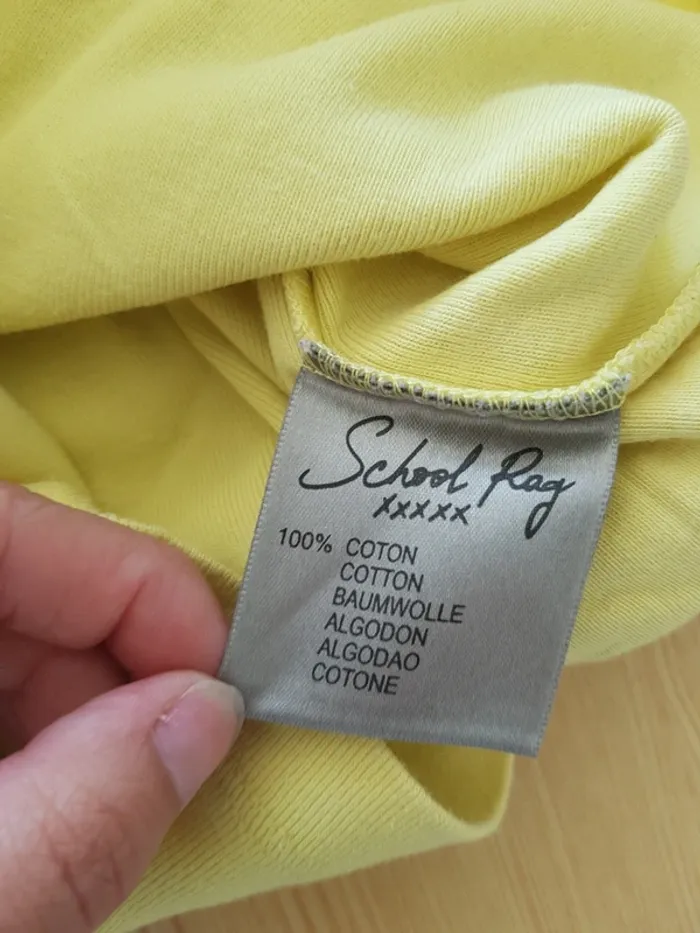 School Rag
xxxxx
100% COTON
COTTON
BAUMWOLLE
ALGODON
ALGODAO
COTONE